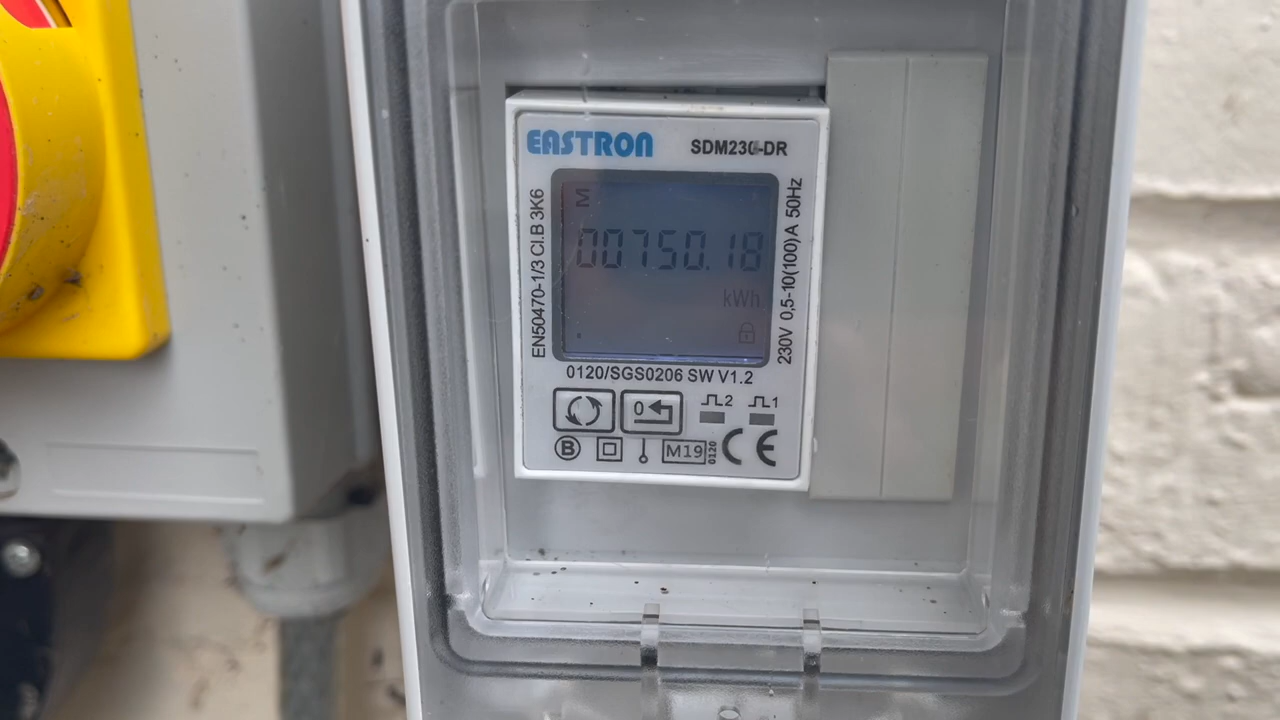 EASTRON
SDM230-DR
EN50470-1/3 Cl.B 3K6
Σ
00750.18
kWh
230V 0,5-10(100)A 50Hz
0120/SGS0206 SW V1.2
0
2
1
B
M19
0120
CE